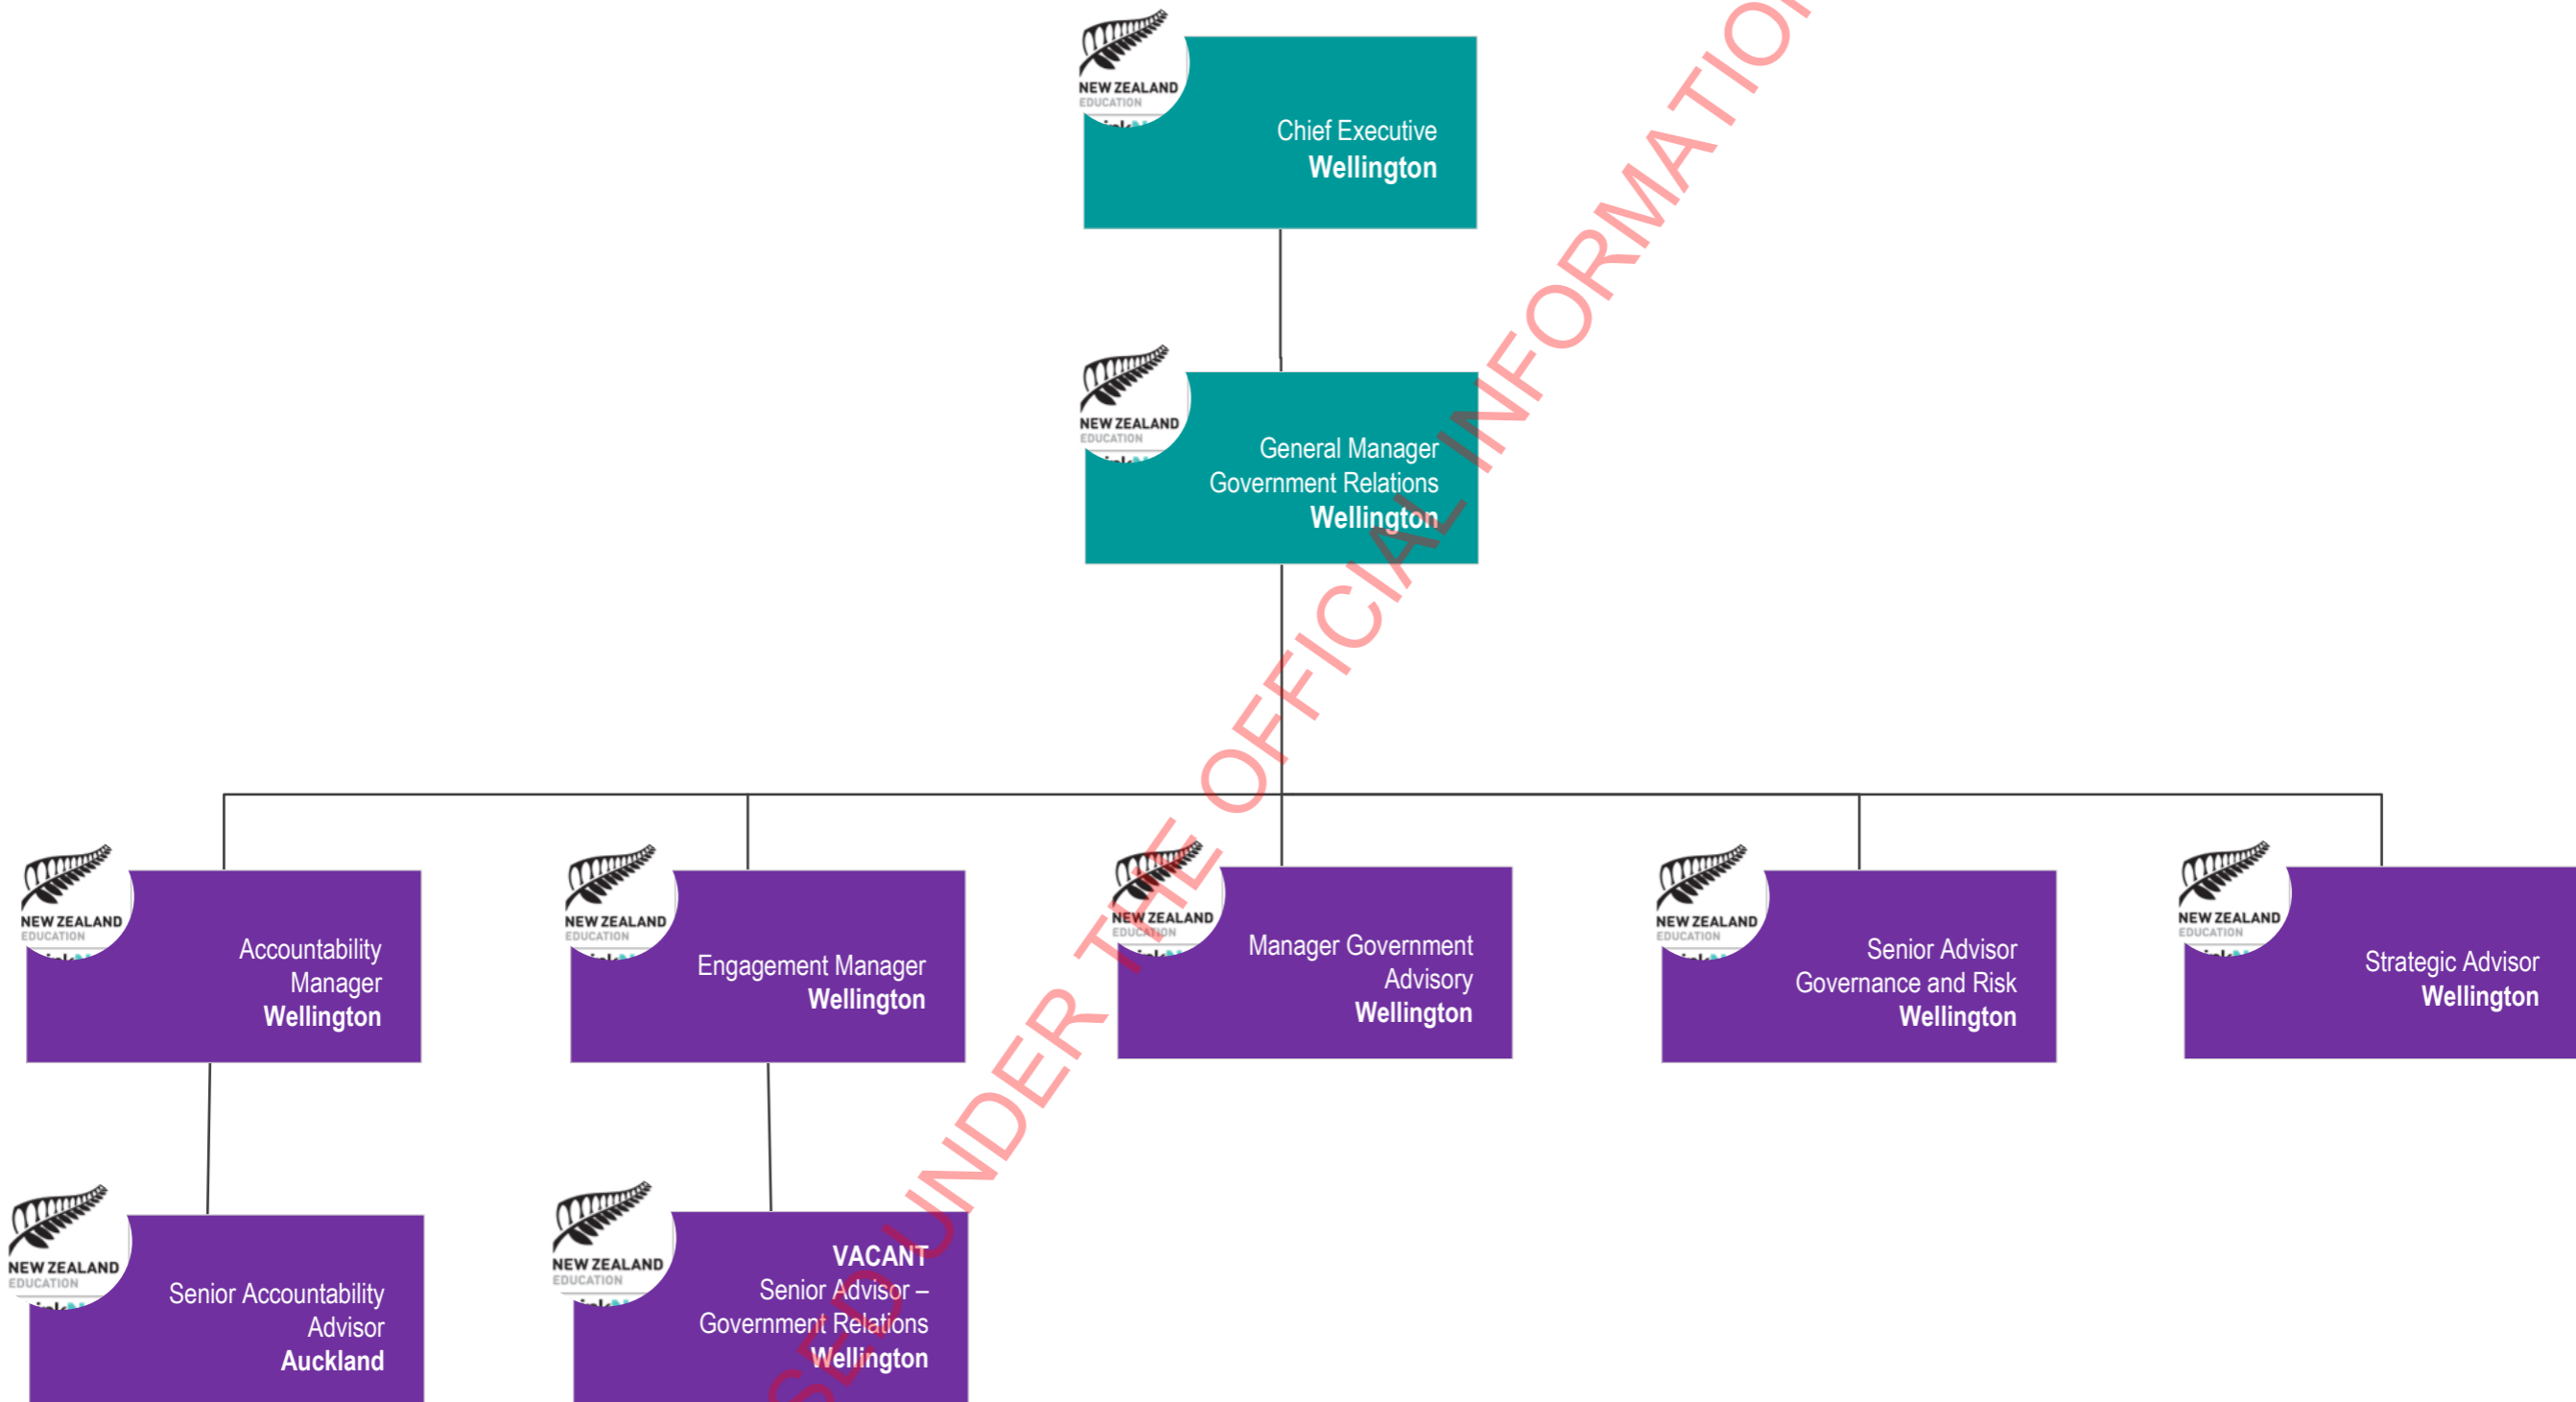 NEW ZEALAND
EDUCATION
Chief Executive
Wellington
NEW ZEALAND
EDUCATION
General Manager
Government Relations
Wellington
NEW ZEALAND
EDUCATION
Accountability
Manager
Wellington
NEW ZEALAND
EDUCATION
Engagement Manager
Wellington
NEW ZEALAND
EDUCATION
Manager Government
Advisory
Wellington
NEW ZEALAND
EDUCATION
Senior Advisor
Governance and Risk
Wellington
NEW ZEALAND
EDUCATION
Strategic Advisor
Wellington
NEW ZEALAND
EDUCATION
Senior Accountability
Advisor
Auckland
NEW ZEALAND
EDUCATION
VACANT
Senior Advisor –
Government Relations
Wellington
UNDER THE OFFICIAL INFORMATION